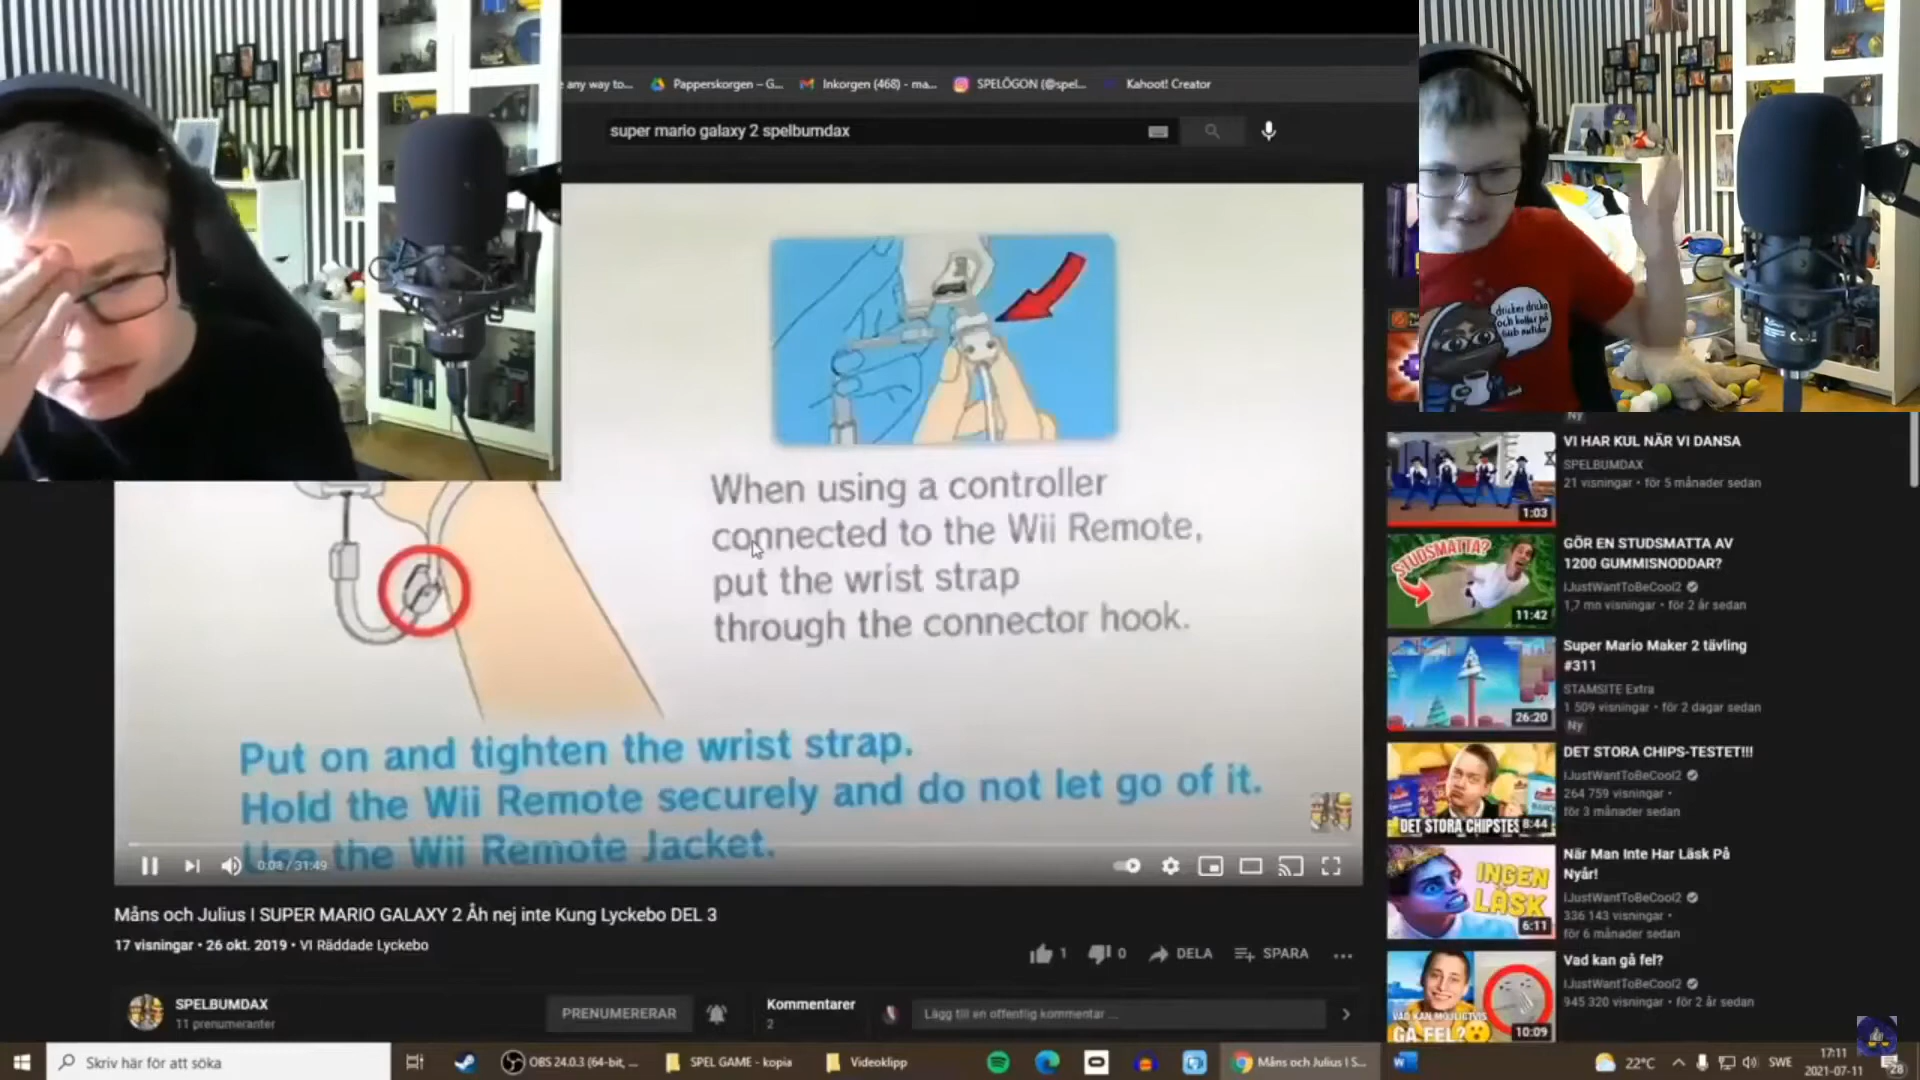 any way to...
Papperskorgen – G...
Inkorgen (468) - ma...
SPELÖGON (@spel...
Kahoot! Creator
super mario galaxy 2 spelbumdax
dricker dricka
och kollar på
When using a controller
connected to the Wii Remote,
put the wrist strap
through the connector hook.
Put on and tighten the wrist strap.
Hold the Wii Remote securely and do not let go of it.
Use the Wii Remote Jacket.
0:08 / 31:49
Måns och Julius I SUPER MARIO GALAXY 2 Åh nej inte Kung Lyckebo DEL 3
17 visningar • 26 okt. 2019 • VI Räddade Lyckebo
1
0
DELA
SPARA
SPELBUMDAX
11 prenumeranter
PRENUMERERAR
Kommentarer
2
Lägg till en offentlig kommentar ...
Ny
VI HAR KUL NÄR VI DANSA
SPELBUMDAX
21 visningar • för 5 månader sedan
1:03
STUDSMATTA?
11:42
GÖR EN STUDSMATTA AV
1200 GUMMISNODDAR?
IJustWantToBeCool2
1,7 mn visningar • för 2 år sedan
26:20
Super Mario Maker 2 tävling
#311
STAMSITE Extra
1 509 visningar • för 2 dagar sedan
Ny
DET STORA CHIPSTES
8:44
DET STORA CHIPS-TESTET!!!
IJustWantToBeCool2
264 759 visningar •
för 3 månader sedan
INGEN
LÄSK
6:11
När Man Inte Har Läsk På
Nyår!
IJustWantToBeCool2
336 143 visningar •
för 6 månader sedan
VAD KAN MÖJLIGTVIS
GÅ FEL?
10:09
Vad kan gå fel?
IJustWantToBeCool2
945 320 visningar • för 2 år sedan
Skriv här för att söka
OBS 24.0.3 (64-bit, ...
SPEL GAME - kopia
Videoklipp
Måns och Julius I S...
22°C
SWE
17:11
2021-07-11
28